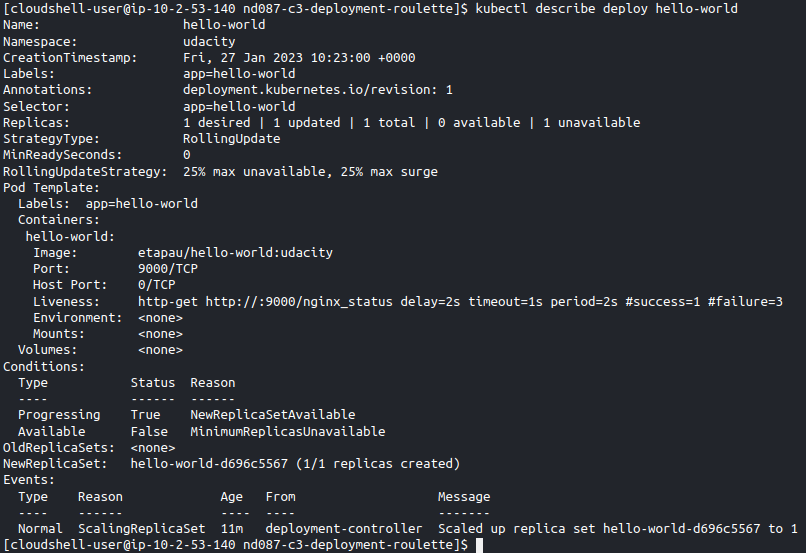 [cloudshell-user@ip-10-2-53-140 nd087-c3-deployment-roulette]$ kubectl describe deploy hello-world
Name:                   hello-world
Namespace:              udacity
CreationTimestamp:      Fri, 27 Jan 2023 10:23:00 +0000
Labels:                 app=hello-world
Annotations:            deployment.kubernetes.io/revision: 1
Selector:               app=hello-world
Replicas:               1 desired | 1 updated | 1 total | 0 available | 1 unavailable
StrategyType:           RollingUpdate
MinReadySeconds:        0
RollingUpdateStrategy:  25% max unavailable, 25% max surge
Pod Template:
  Labels:  app=hello-world
  Containers:
   hello-world:
    Image:        etapau/hello-world:udacity
    Port:         9000/TCP
    Host Port:    0/TCP
    Liveness:     http-get http://:9000/nginx_status delay=2s timeout=1s period=2s #success=1 #failure=3
    Environment:  <none>
    Mounts:       <none>
  Volumes:        <none>
Conditions:
  Type           Status  Reason
  ----           ------  ------
  Progressing    True    NewReplicaSetAvailable
  Available      False   MinimumReplicasUnavailable
OldReplicaSets:  <none>
NewReplicaSet:   hello-world-d696c5567 (1/1 replicas created)
Events:
  Type    Reason             Age   From                   Message
  ----    ------             ----  ----                   -------
  Normal  ScalingReplicaSet  11m   deployment-controller  Scaled up replica set hello-world-d696c5567 to 1
[cloudshell-user@ip-10-2-53-140 nd087-c3-deployment-roulette]$